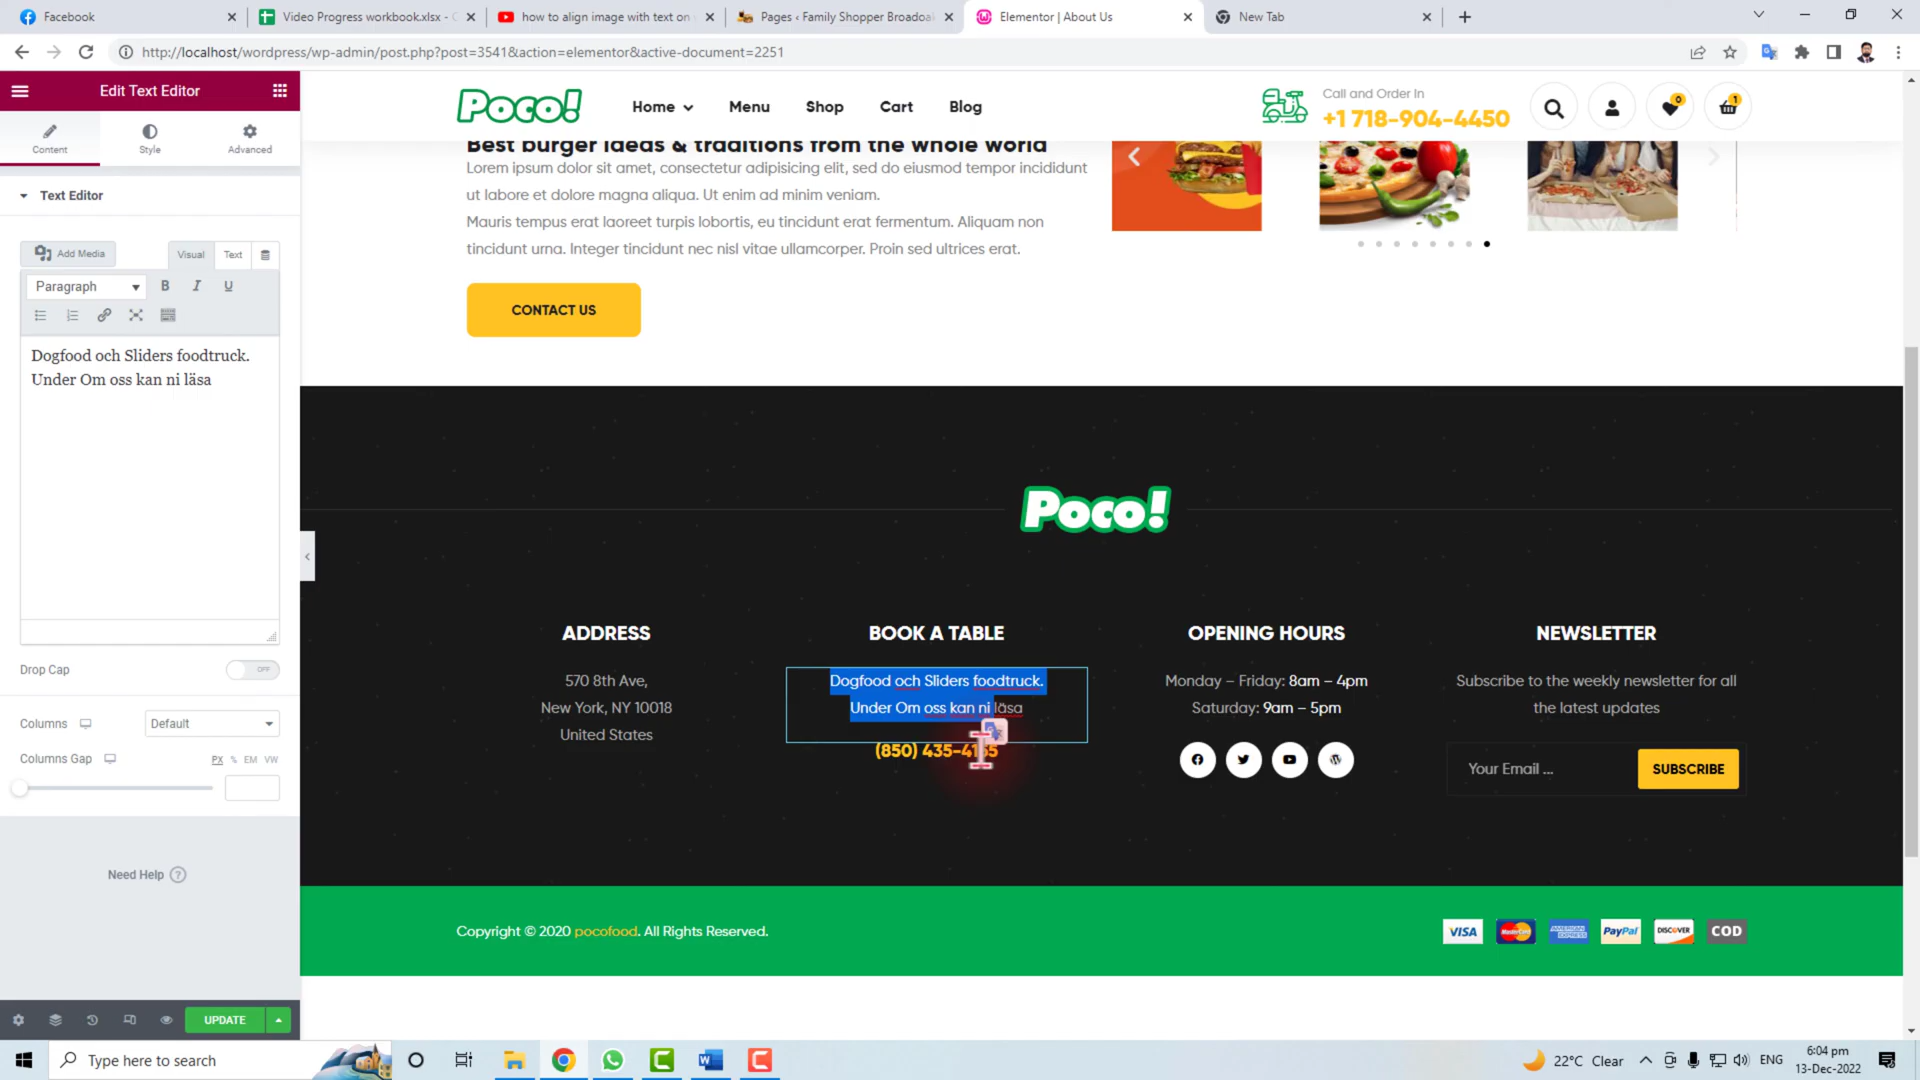 Facebook
Video Progress workbook.xlsx - C
how to align image with text on
Pages ‹ Family Shopper Broadoa
Elementor | About Us
New Tab
http://localhost/wordpress/wp-admin/post.php?post=3541&action=elementor&active-document=2251
Edit Text Editor
Content
Style
Advanced
Text Editor
Add Media
Visual
Text
Paragraph
B I U
Dogfood och Sliders foodtruck.
Under Om oss kan ni läsa
Drop Cap
OFF
Columns
Default
Columns Gap
PX % EM VW
Need Help ?
UPDATE
Poco!
Home
Menu
Shop
Cart
Blog
Call and Order In
+1 718-904-4450
0
1
Best burger ideas & traditions from the whole world
Lorem ipsum dolor sit amet, consectetur adipisicing elit, sed do eiusmod tempor incididunt
ut labore et dolore magna aliqua. Ut enim ad minim veniam.
Mauris tempus erat laoreet turpis lobortis, eu tincidunt erat fermentum. Aliquam non
tincidunt urna. Integer tincidunt nec nisl vitae ullamcorper. Proin sed ultrices erat.
CONTACT US
Poco!
ADDRESS
570 8th Ave,
New York, NY 10018
United States
BOOK A TABLE
Dogfood och Sliders foodtruck.
Under Om oss kan ni läsa
(850) 435-4155
OPENING HOURS
Monday – Friday: 8am – 4pm
Saturday: 9am – 5pm
NEWSLETTER
Subscribe to the weekly newsletter for all
the latest updates
Your Email ...
SUBSCRIBE
Copyright © 2020 pocofood. All Rights Reserved.
VISA
MasterCard
AMERICAN EXPRESS
PayPal
DISCOVER
COD
Type here to search
22°C Clear
ENG
6:04 pm
13-Dec-2022